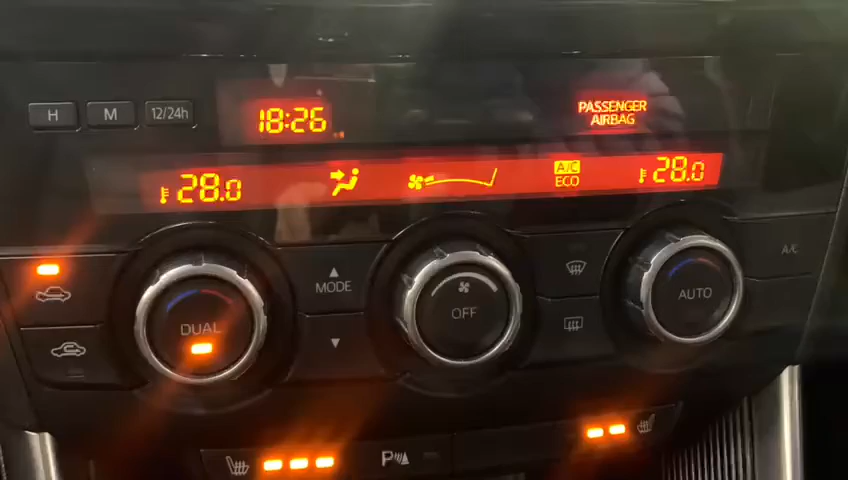 H M 12/24h 18:26 PASSENGER
AIRBAG
28.0 A/C 28.0
ECO
MODE
DUAL OFF AUTO A/C
P